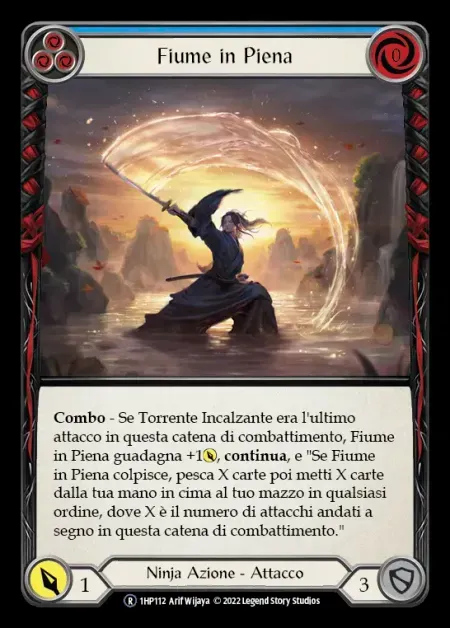 0
Fiume in Piena
Combo - Se Torrente Incalzante era l'ultimo
attacco in questa catena di combattimento, Fiume
in Piena guadagna +1, continua, e "Se Fiume
in Piena colpisce, pesca X carte poi metti X carte
dalla tua mano in cima al tuo mazzo in qualsiasi
ordine, dove X è il numero di attacchi andati a
segno in questa catena di combattimento."
1
Ninja Azione - Attacco
3
R 1HP112 Arif Wijaya © 2022 Legend Story Studios